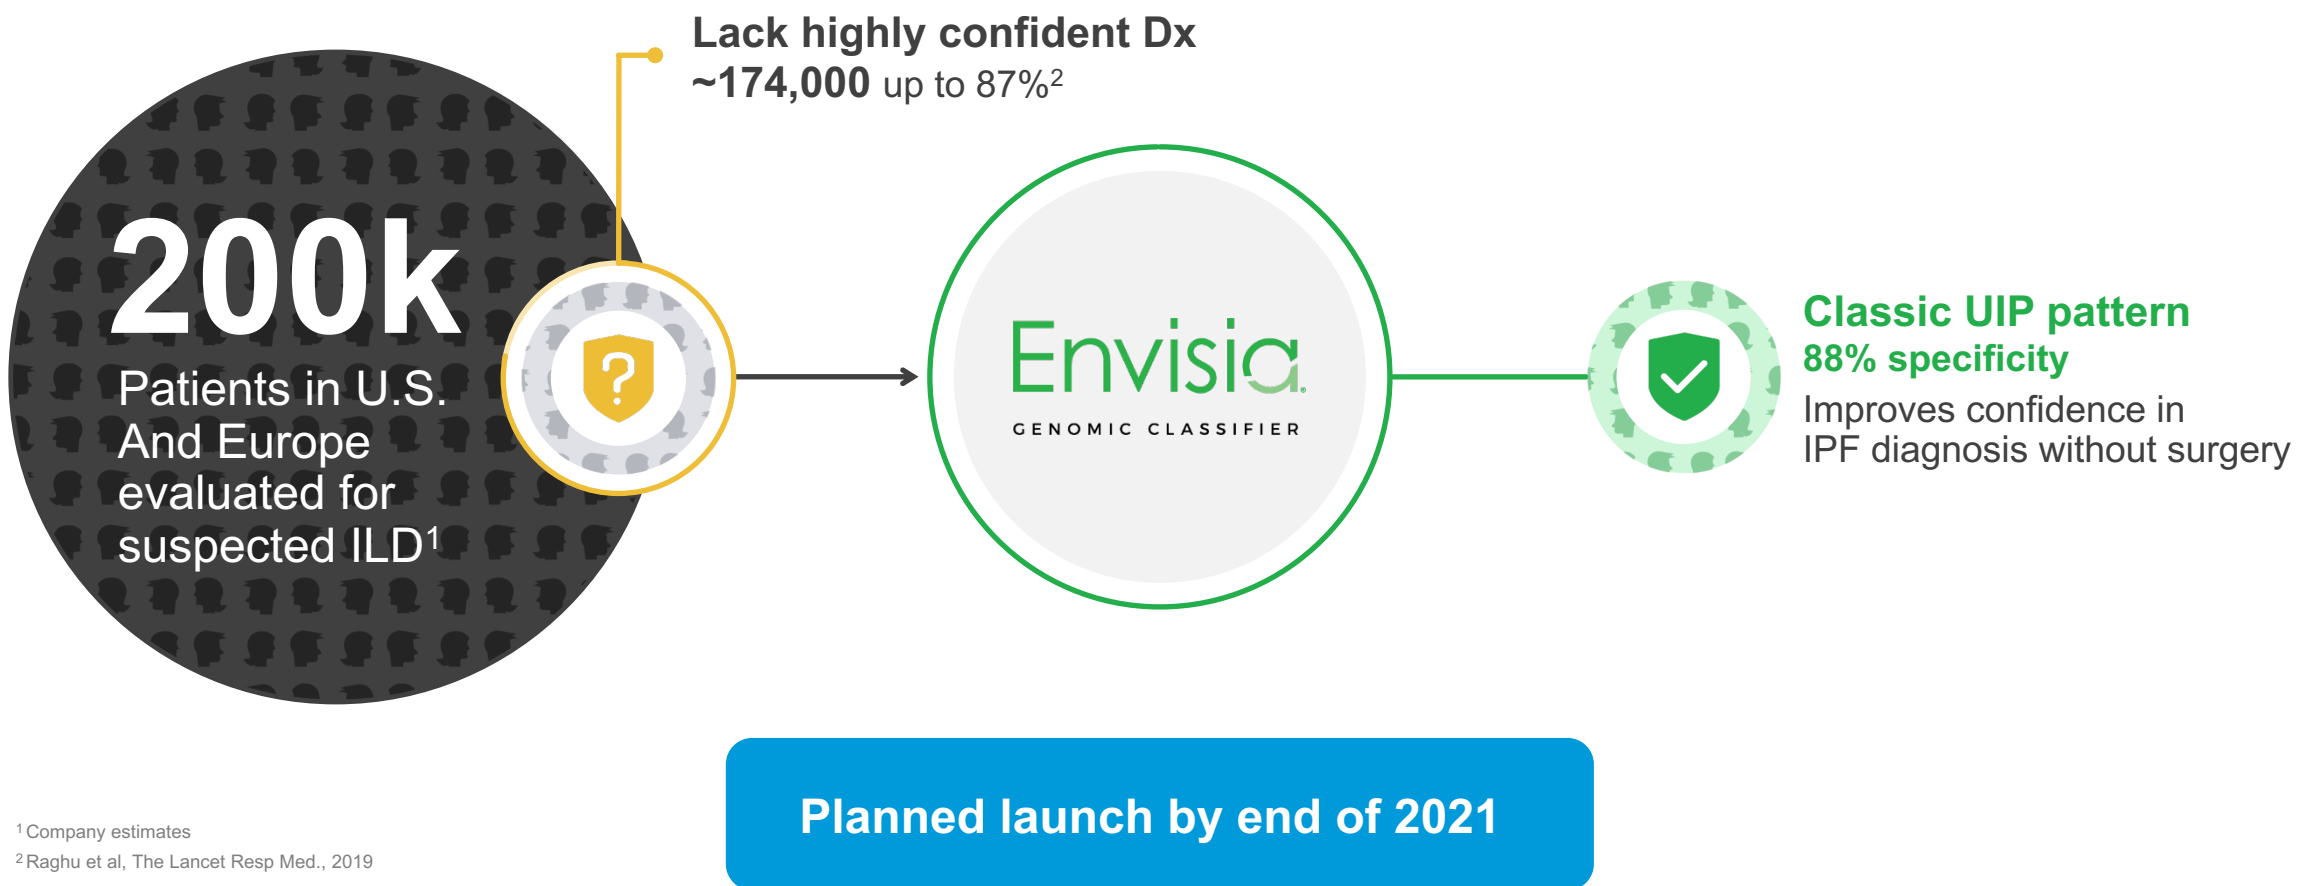 Lack highly confident Dx
~174,000 up to 87%2
200k
Patients in U.S.
And Europe
evaluated for
suspected ILD1
?
Envisia®
GENOMIC CLASSIFIER
Classic UIP pattern
88% specificity
Improves confidence in
IPF diagnosis without surgery
Planned launch by end of 2021
1 Company estimates
2 Raghu et al, The Lancet Resp Med., 2019